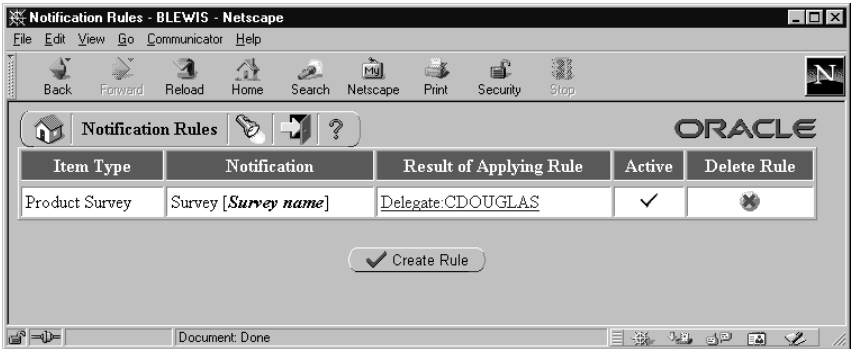 Notification Rules - BLEWIS - Netscape
File Edit View Go Communicator Help
My
N
Back Forward Reload Home Search Netscape Print Security Stop
Notification Rules ? ORACLE
Item Type Notification Result of Applying Rule Active Delete Rule
Product Survey Survey [Survey name] Delegate:CDOUGLAS
Create Rule
Document: Done